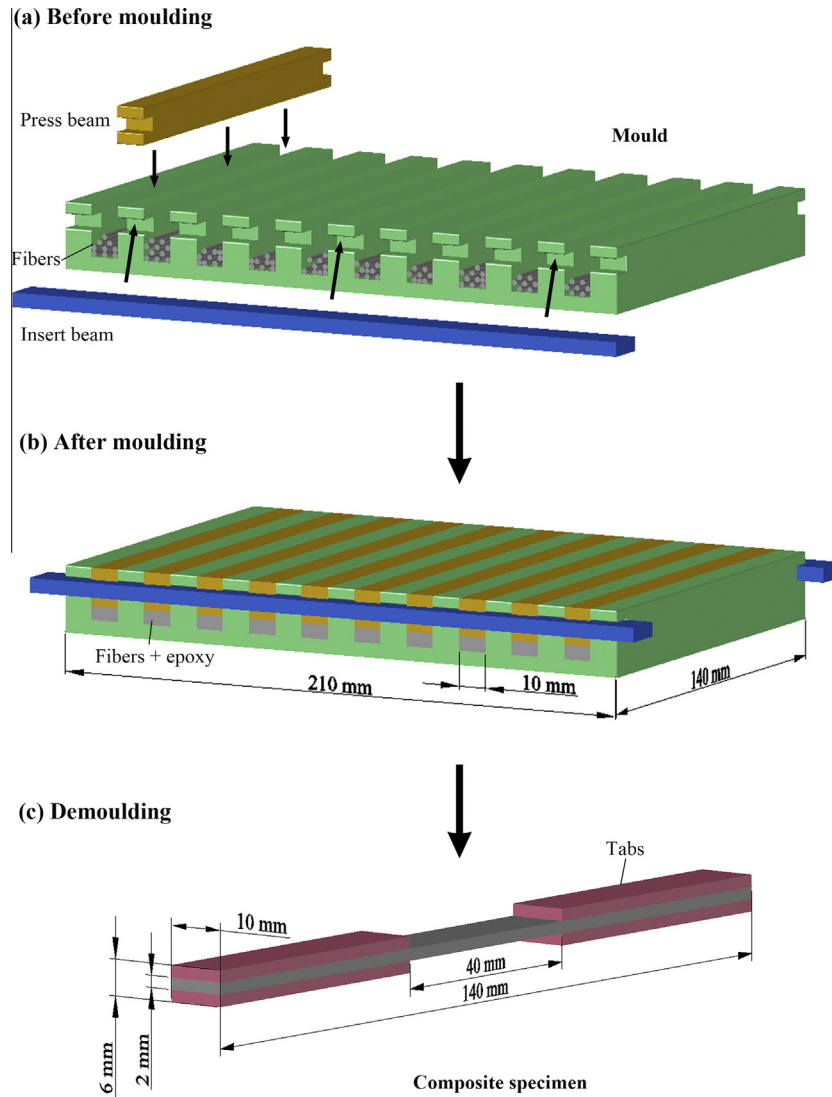 (a) Before moulding
Press beam
Mould
Fibers
Insert beam
(b) After moulding
Fibers + epoxy
210 mm
10 mm
140 mm
(c) Demoulding
Tabs
10 mm
40 mm
140 mm
6 mm
2 mm
Composite specimen